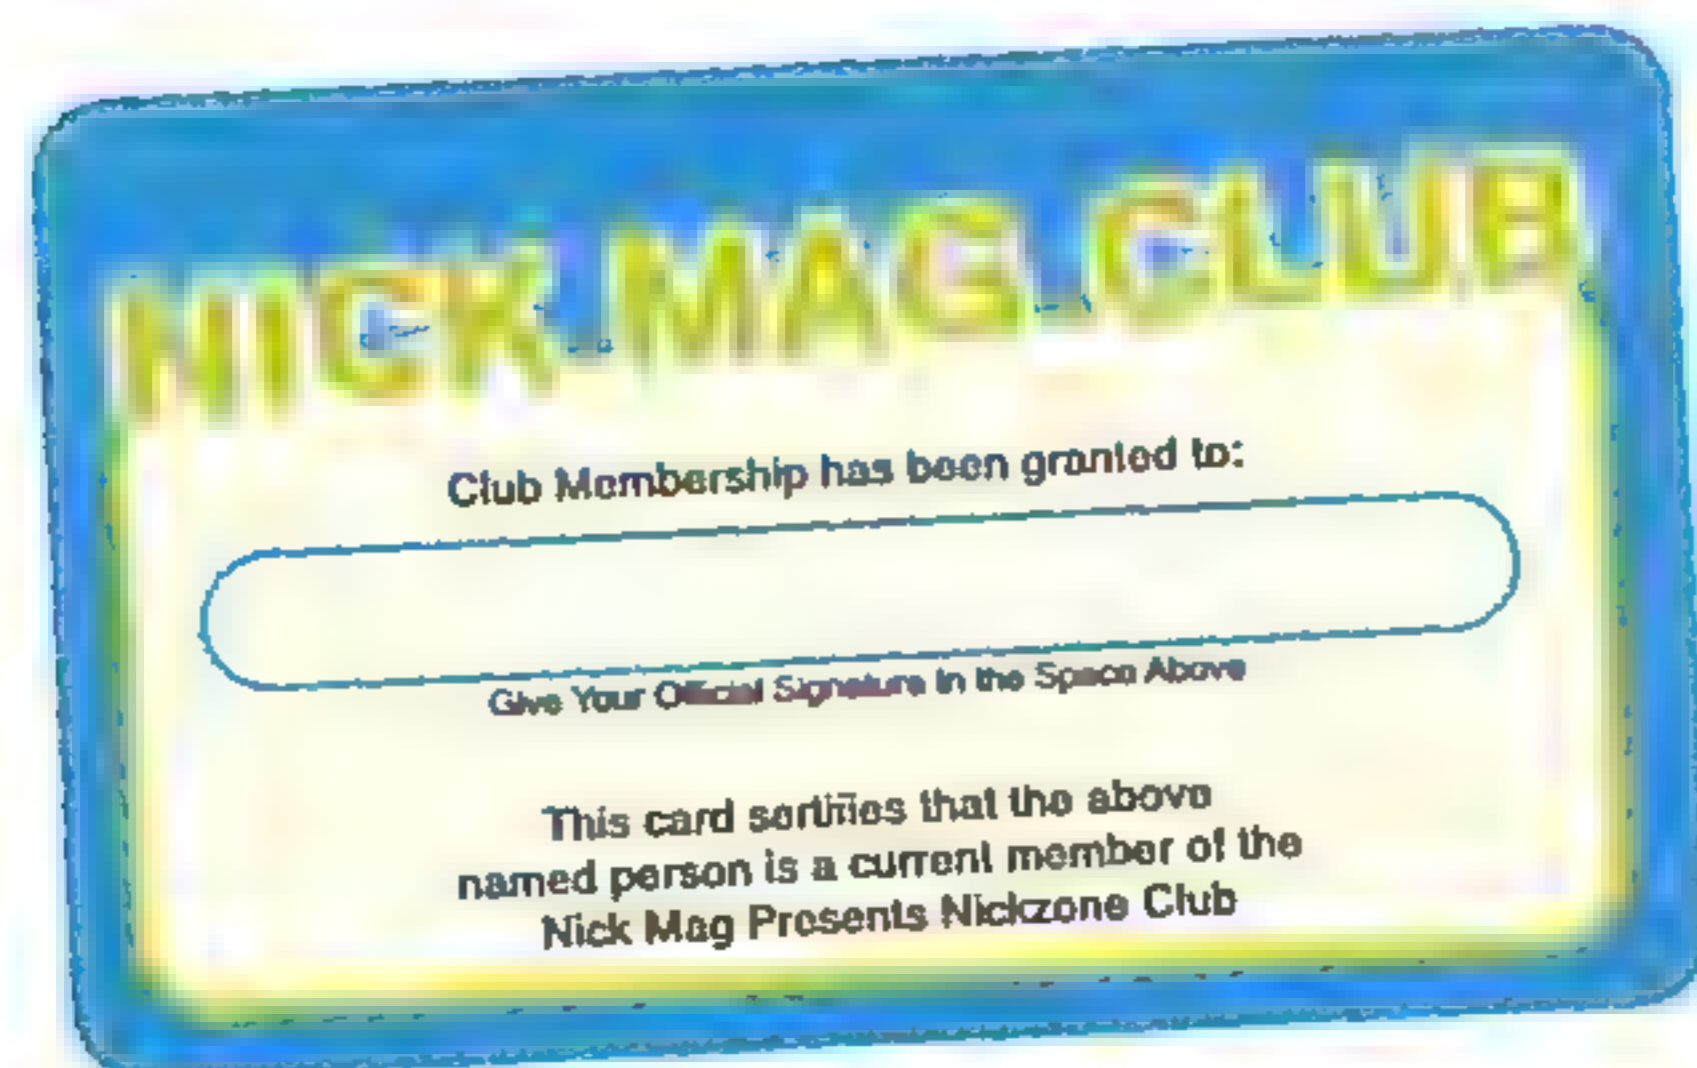 NICK MAG CLUB
Club Membership has been granted to:
Give Your Official Signature in the Space Above
This card sertifies that the above
named person is a current member of the
Nick Mag Presents Nickzone Club